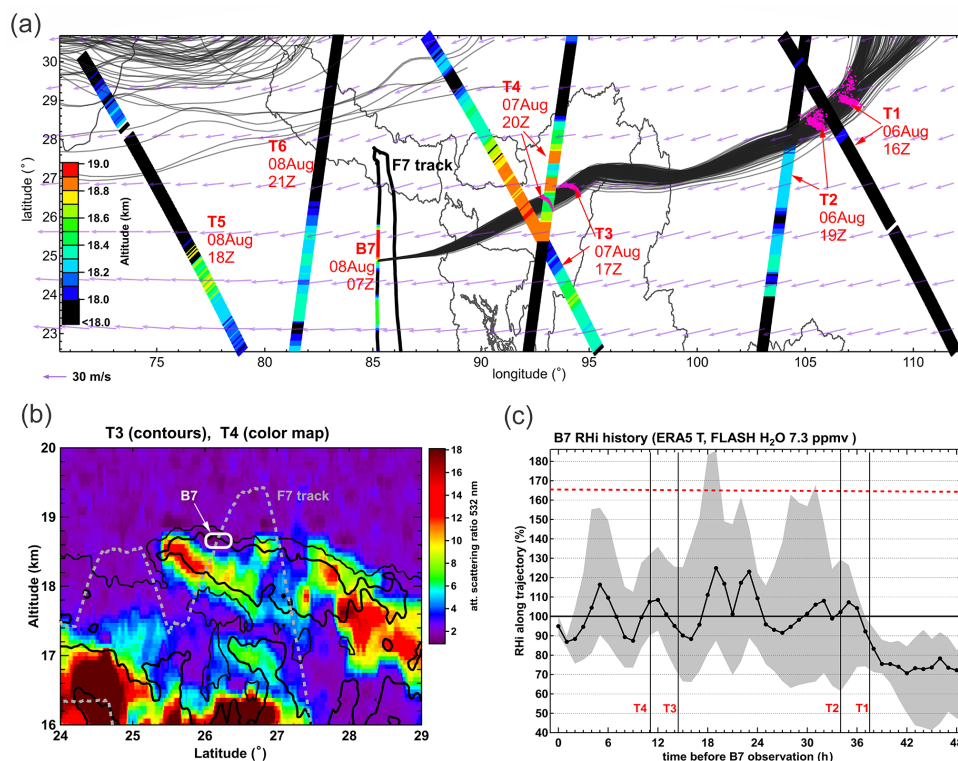 (a)
latitude (°)
30
29
28
27
26
25
24
23
19.0
18.8
18.6
18.4
18.2
18.0
<18.0
Altitude (km)
T5
08Aug
18Z
T6
08Aug
21Z
F7 track
B7
08Aug
07Z
T4
07Aug
20Z
T3
07Aug
17Z
T1
06Aug
16Z
T2
06Aug
19Z
75 80 85 90 95 100 105 110
longitude (°)
30 m/s
(b)
T3 (contours), T4 (color map)
Altitude (km)
20
19
18
17
16
B7
F7 track
24 25 26 27 28 29
Latitude (°)
18
16
14
12
10
8
6
4
2
att. scattering ratio 532 nm
(c)
B7 RHi history (ERA5 T, FLASH H2O 7.3 ppmv )
RHi along trajectory (%)
180
170
160
150
140
130
120
110
100
90
80
70
60
50
40
T4 T3 T2 T1
0 6 12 18 24 30 36 42 48
time before B7 observation (h)